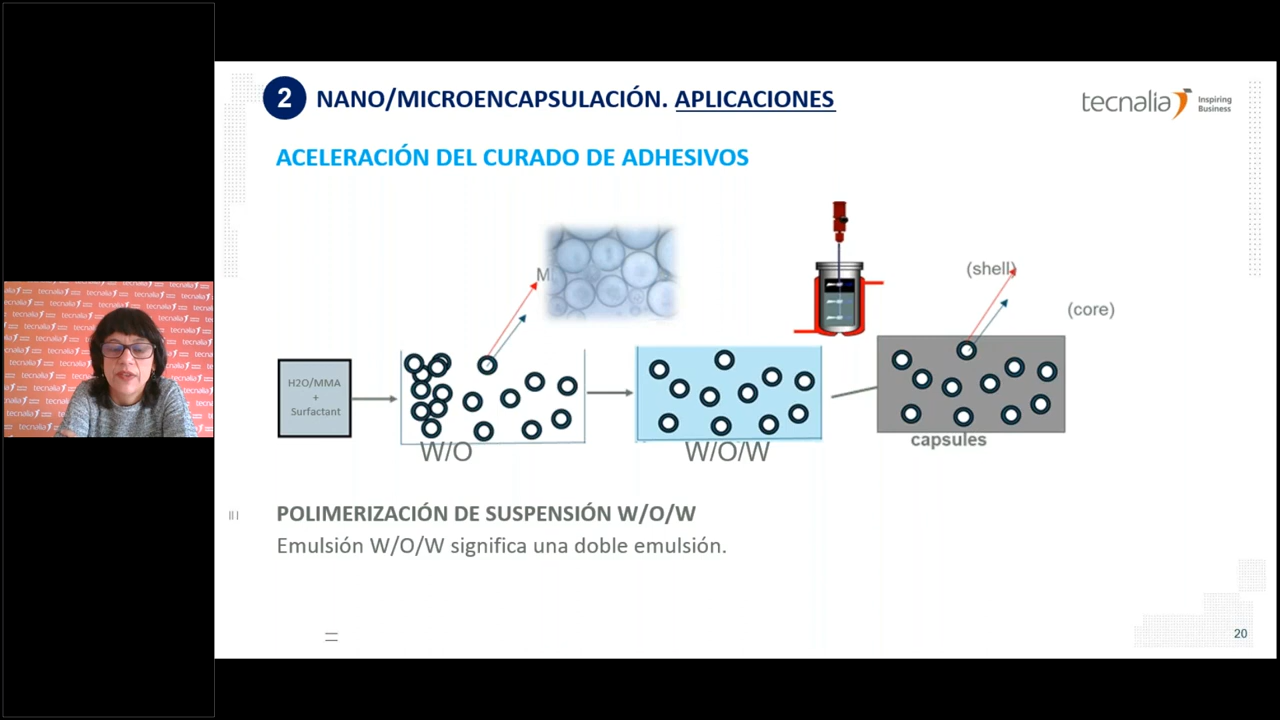 2 NANO/MICROENCAPSULACIÓN. APLICACIONES
tecnalia Inspiring Business
ACELERACIÓN DEL CURADO DE ADHESIVOS
M
(shell)
(core)
H2O/MMA
+
Surfactant
W/O
W/O/W
capsules
POLIMERIZACIÓN DE SUSPENSIÓN W/O/W
Emulsión W/O/W significa una doble emulsión.
20